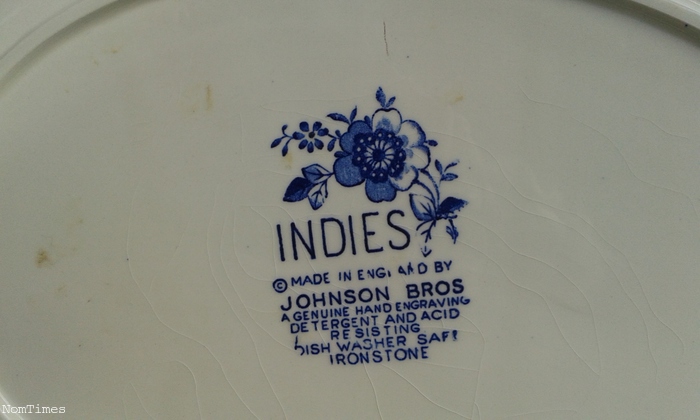 INDIES
© MADE IN ENGLAND BY
JOHNSON BROS
A GENUINE HAND ENGRAVING
DETERGENT AND ACID
RESISTING
DISH WASHER SAFE
IRONSTONE
NomTimes